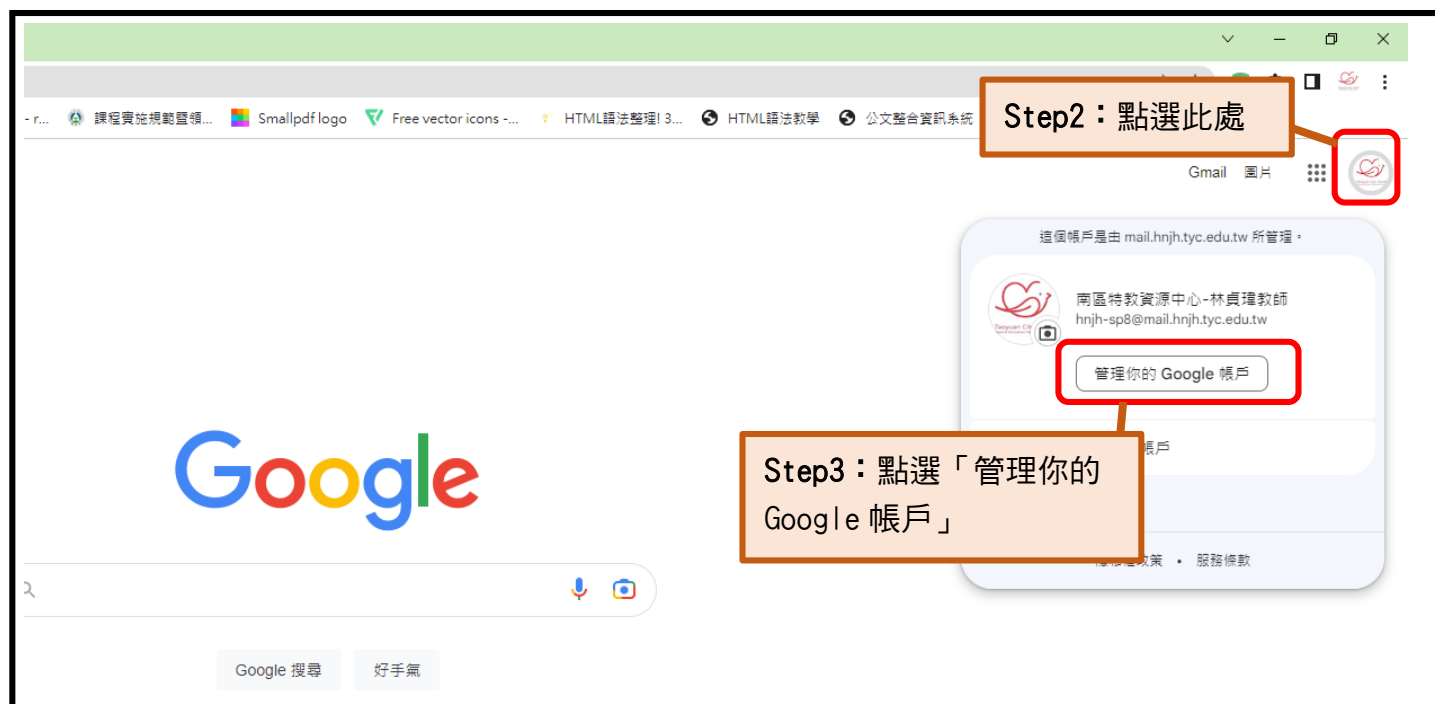 - r...
課程實施規範暨領...
Smallpdf logo
Free vector icons -...
HTML語法整理! 3...
HTML語法教學
公文整合資訊系統
Step2：點選此處
Gmail
圖片
這個帳戶是由 mail.hnjh.tyc.edu.tw 所管理。
南區特教資源中心-林貞瑋教師
hnjh-sp8@mail.hnjh.tyc.edu.tw
管理你的 Google 帳戶
帳戶
Step3：點選「管理你的
Google 帳戶」
政策 • 服務條款
Google
Google 搜尋
好手氣